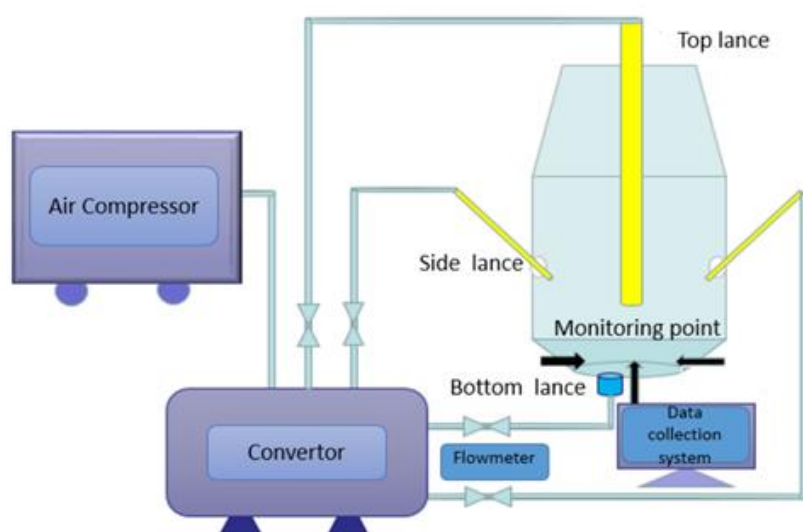 Top lance
Air Compressor
Side lance
Monitoring point
Bottom lance
Data
collection
system
Convertor
Flowmeter